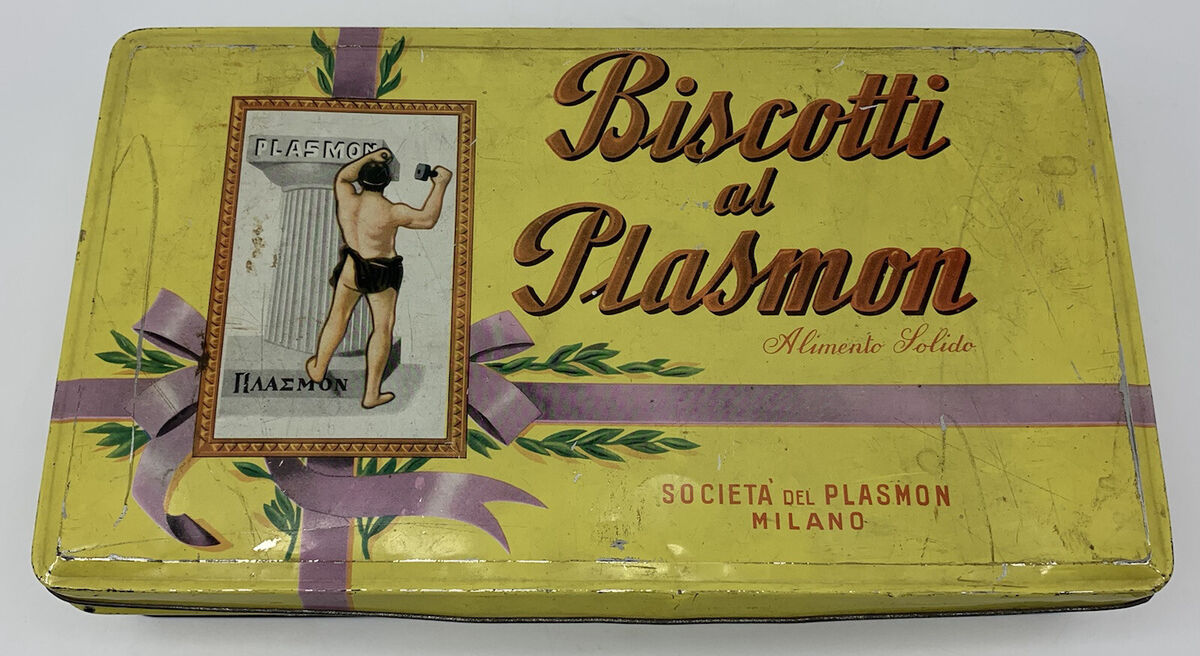 PLASMON
ΠΛΑΣΜΟΝ
Biscotti
al
Plasmon
Alimento Solido
SOCIETA' DEL PLASMON
MILANO